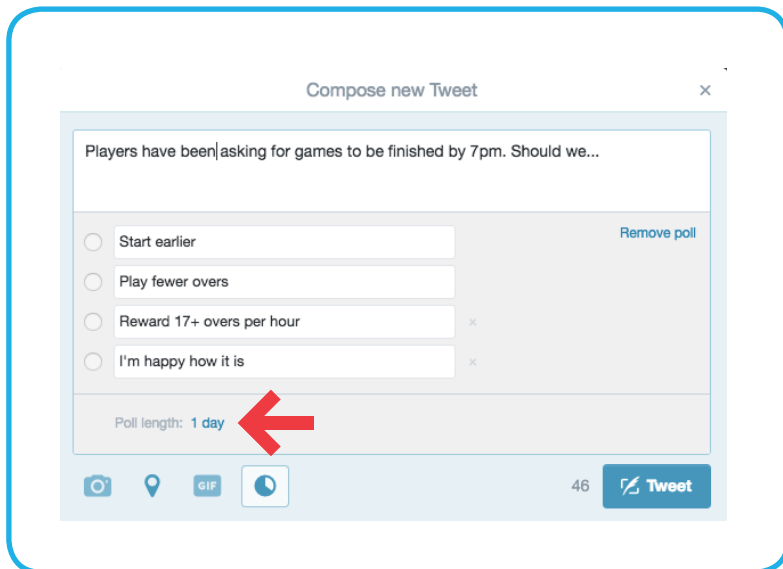 Compose new Tweet ×
Players have been asking for games to be finished by 7pm. Should we...
Remove poll
Start earlier
Play fewer overs
Reward 17+ overs per hour ×
I'm happy how it is ×
Poll length: 1 day
GIF
46 Tweet